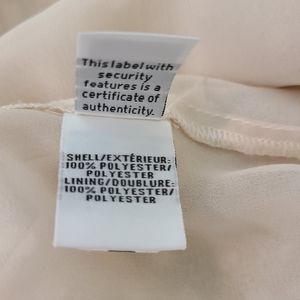 This label with
security
features is a
certificate of
authenticity.
SHELL/EXTÉRIEUR:
100% POLYESTER/
POLYESTER
LINING/DOUBLURE:
100% POLYESTER/
POLYESTER